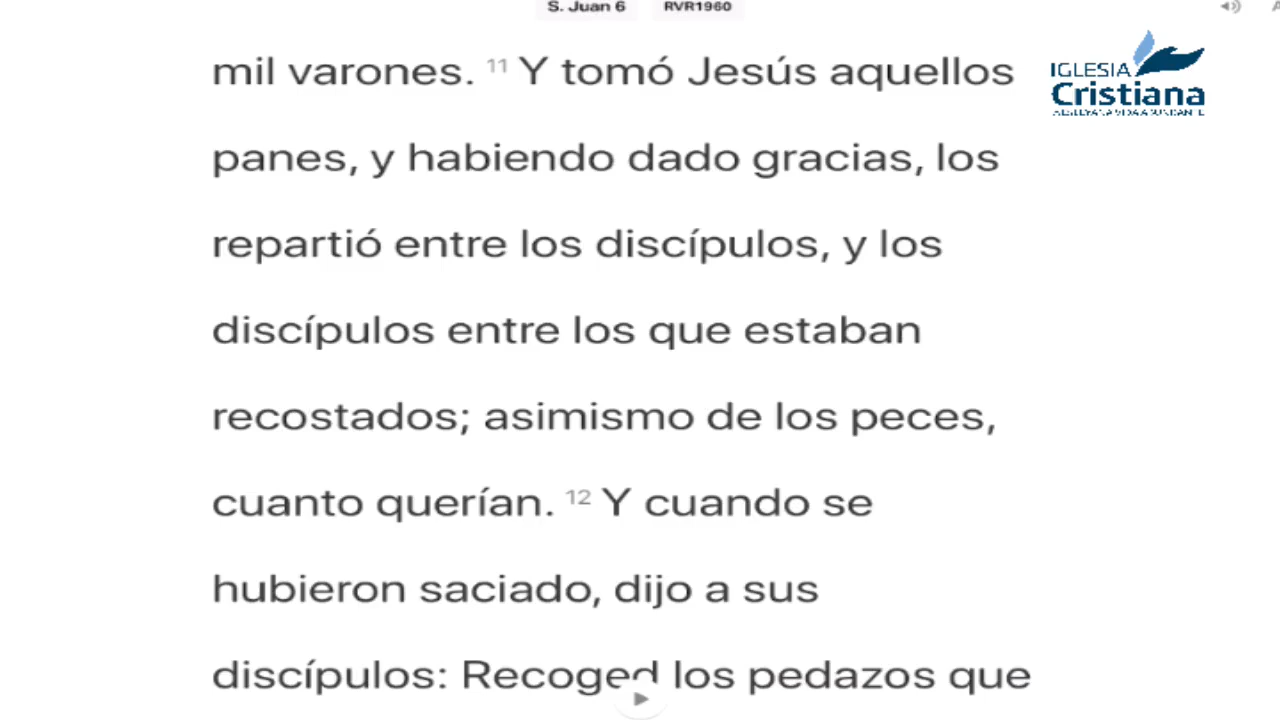 S. Juan 6 RVR1960
mil varones. 11 Y tomó Jesús aquellos
panes, y habiendo dado gracias, los
repartió entre los discípulos, y los
discípulos entre los que estaban
recostados; asimismo de los peces,
cuanto querían. 12 Y cuando se
hubieron saciado, dijo a sus
discípulos: Recoged los pedazos que
IGLESIA
Cristiana